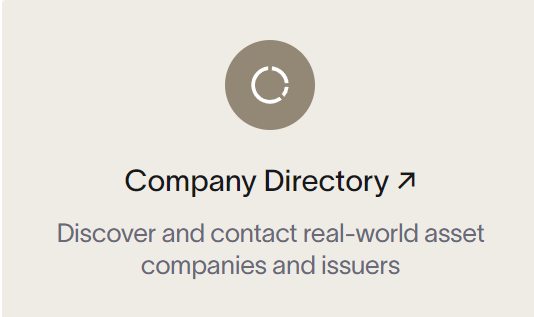 Company Directory ↗
Discover and contact real-world asset
companies and issuers